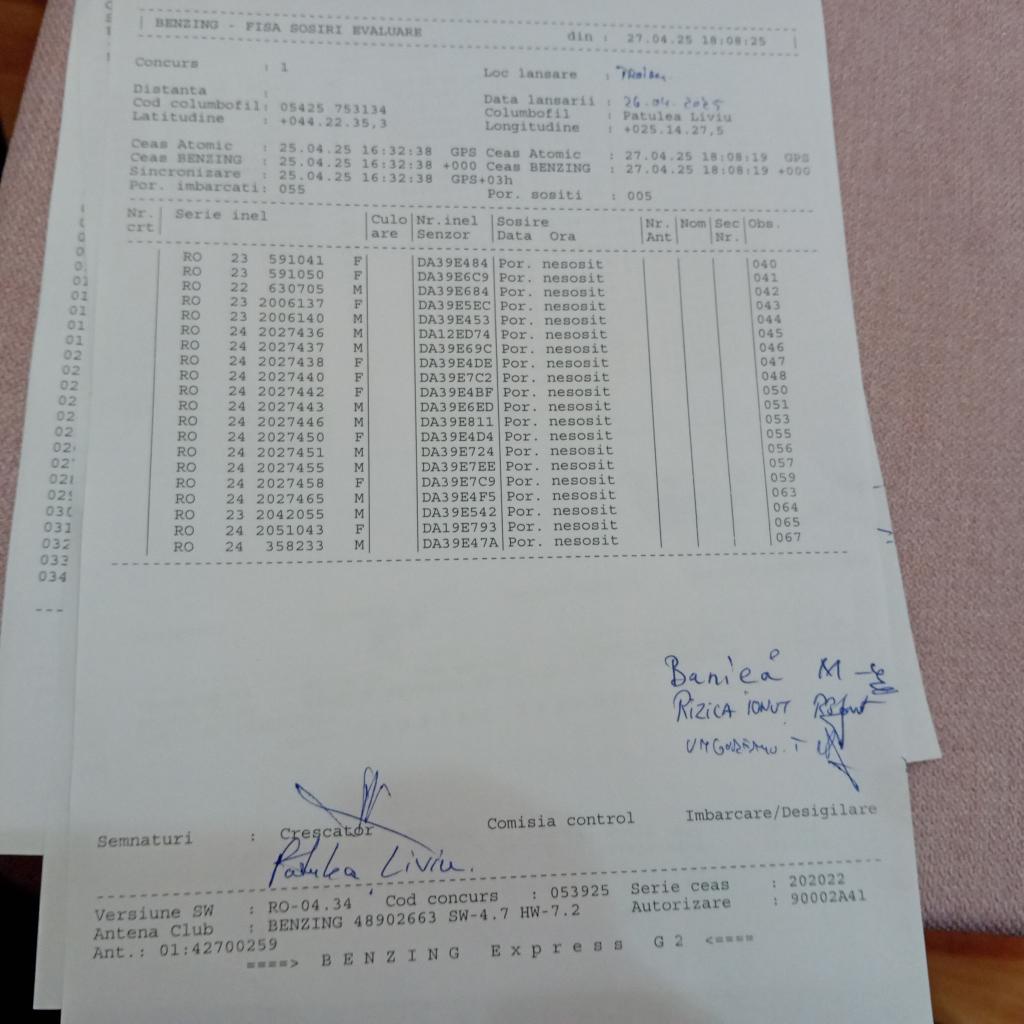 BENZING - FISA SOSIRI EVALUARE din : 27.04.25 18:08:25
Concurs : 1 Loc lansare :
Distanta : Data lansarii : 26.04.2025
Cod columbofil: 05425 753134 Columbofil : Patulea Liviu
Latitudine : +044.22.35,3 Longitudine : +025.14.27,5
Ceas Atomic : 25.04.25 16:32:38 GPS Ceas Atomic : 27.04.25 18:08:19 GPS
Ceas BENZING : 25.04.25 16:32:38 +000 Ceas BENZING : 27.04.25 18:08:19 +000
Sincronizare : 25.04.25 16:32:38 GPS+03h
Por. imbarcati: 055 Por. sositi : 005
Nr. Serie inel Culo Nr.inel Sosire Nr. Nom Sec Obs.
crt are Senzor Data Ora Ant Nr.
RO 23 591041 F DA39E484 Por. nesosit 040
RO 23 591050 F DA39E6C9 Por. nesosit 041
RO 22 630705 M DA39E684 Por. nesosit 042
RO 23 2006137 F DA39E5EC Por. nesosit 043
RO 23 2006140 M DA39E453 Por. nesosit 044
RO 24 2027436 M DA12ED74 Por. nesosit 045
RO 24 2027437 M DA39E69C Por. nesosit 046
RO 24 2027438 F DA39E4DE Por. nesosit 047
RO 24 2027440 F DA39E7C2 Por. nesosit 048
RO 24 2027442 F DA39E4BF Por. nesosit 050
RO 24 2027443 M DA39E6ED Por. nesosit 051
RO 24 2027446 M DA39E811 Por. nesosit 053
RO 24 2027450 F DA39E4D4 Por. nesosit 055
RO 24 2027451 M DA39E724 Por. nesosit 056
RO 24 2027455 M DA39E7EE Por. nesosit 057
RO 24 2027458 F DA39E7C9 Por. nesosit 059
RO 24 2027465 M DA39E4F5 Por. nesosit 063
RO 23 2042055 M DA39E542 Por. nesosit 064
RO 24 2051043 F DA19E793 Por. nesosit 065
RO 24 358233 M DA39E47A Por. nesosit 067
031
032
033
034
Banică M
RIZICA IONUT
Semnaturi : Crescator Comisia control Imbarcare/Desigilare
Patulea Liviu.
Versiune SW : RO-04.34 Cod concurs : 053925 Serie ceas : 202022
Antena Club : BENZING 48902663 SW-4.7 HW-7.2 Autorizare : 90002A41
Ant.: 01:42700259
====> BENZING Express G2 <====